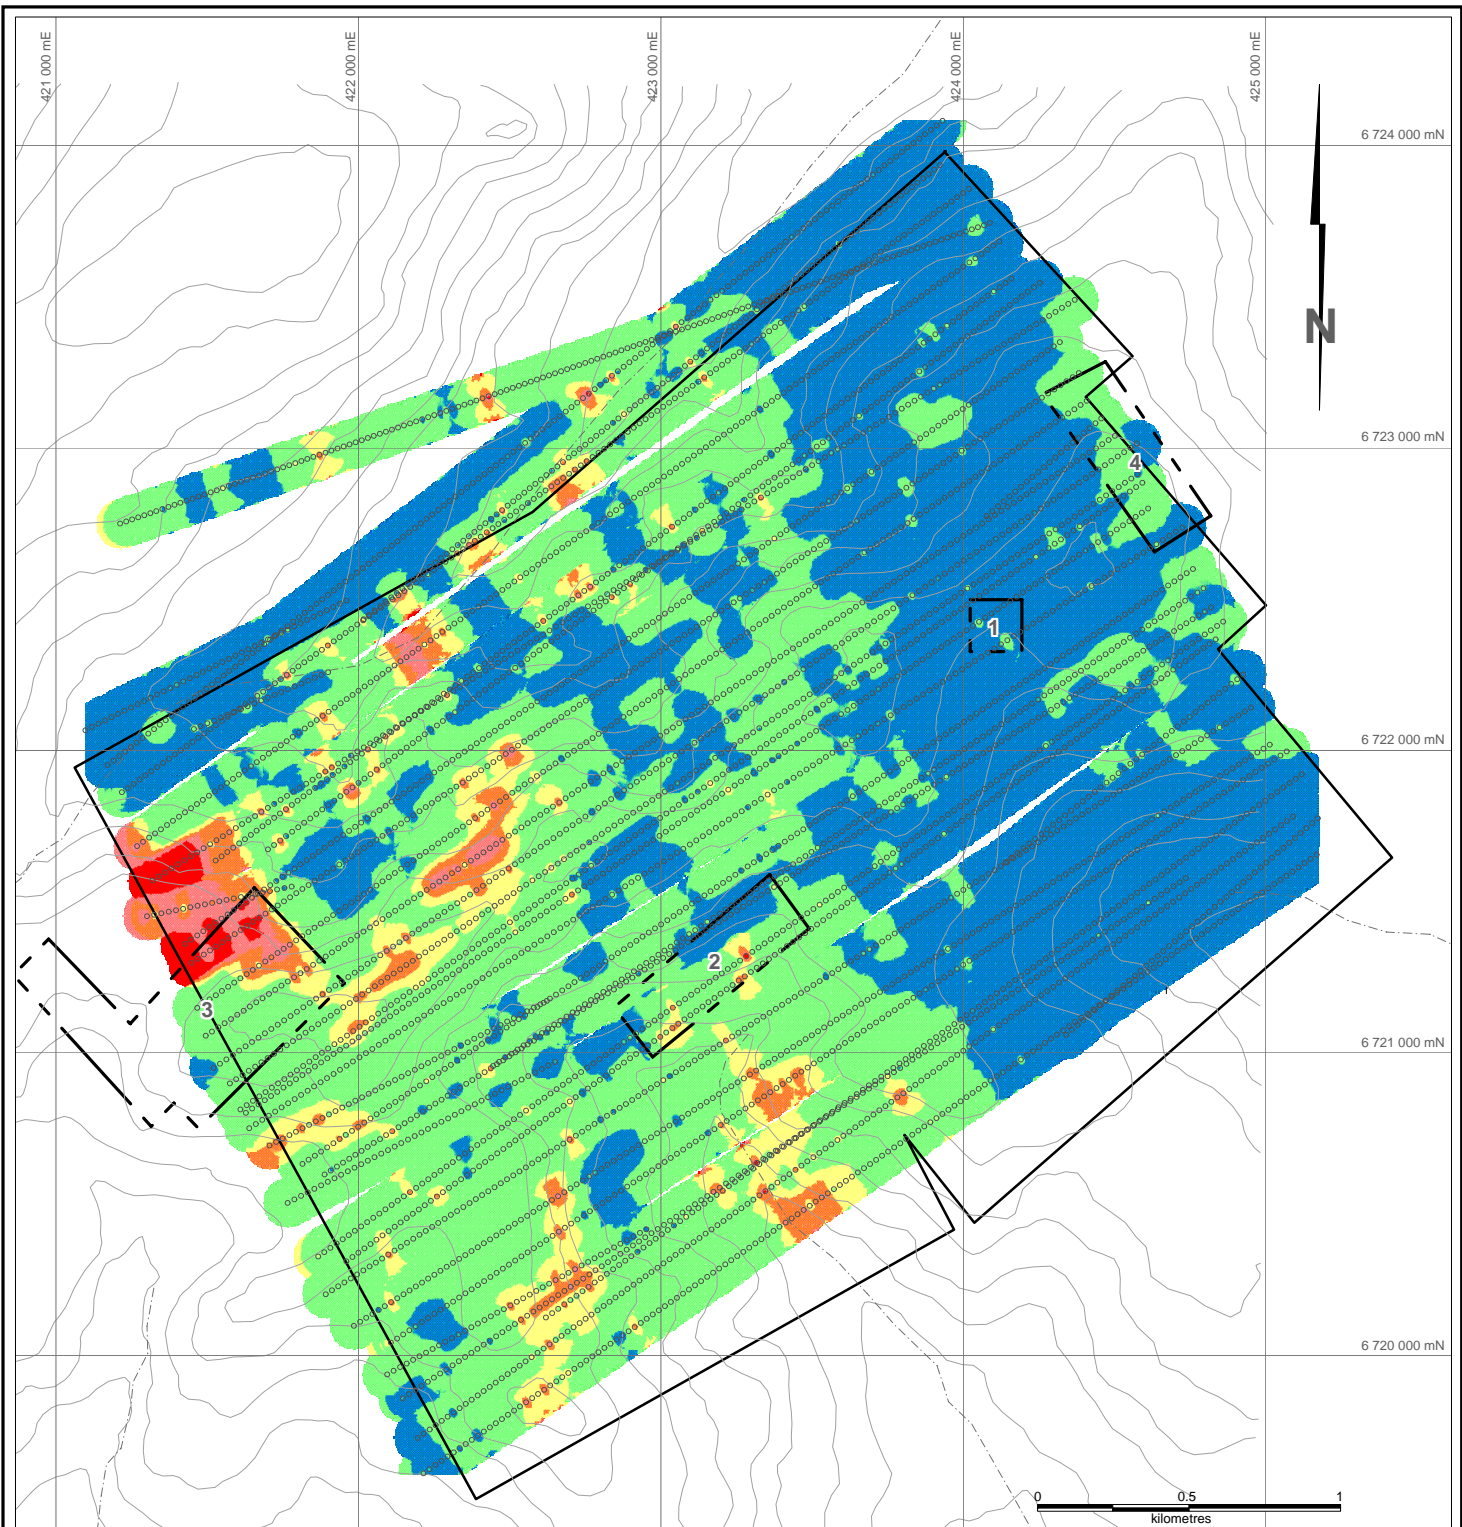 421 000 mE
422 000 mE
423 000 mE
424 000 mE
425 000 mE
6 724 000 mN
N
6 723 000 mN
4
1
6 722 000 mN
2
3
6 721 000 mN
6 720 000 mN
0 0.5 1
kilometres